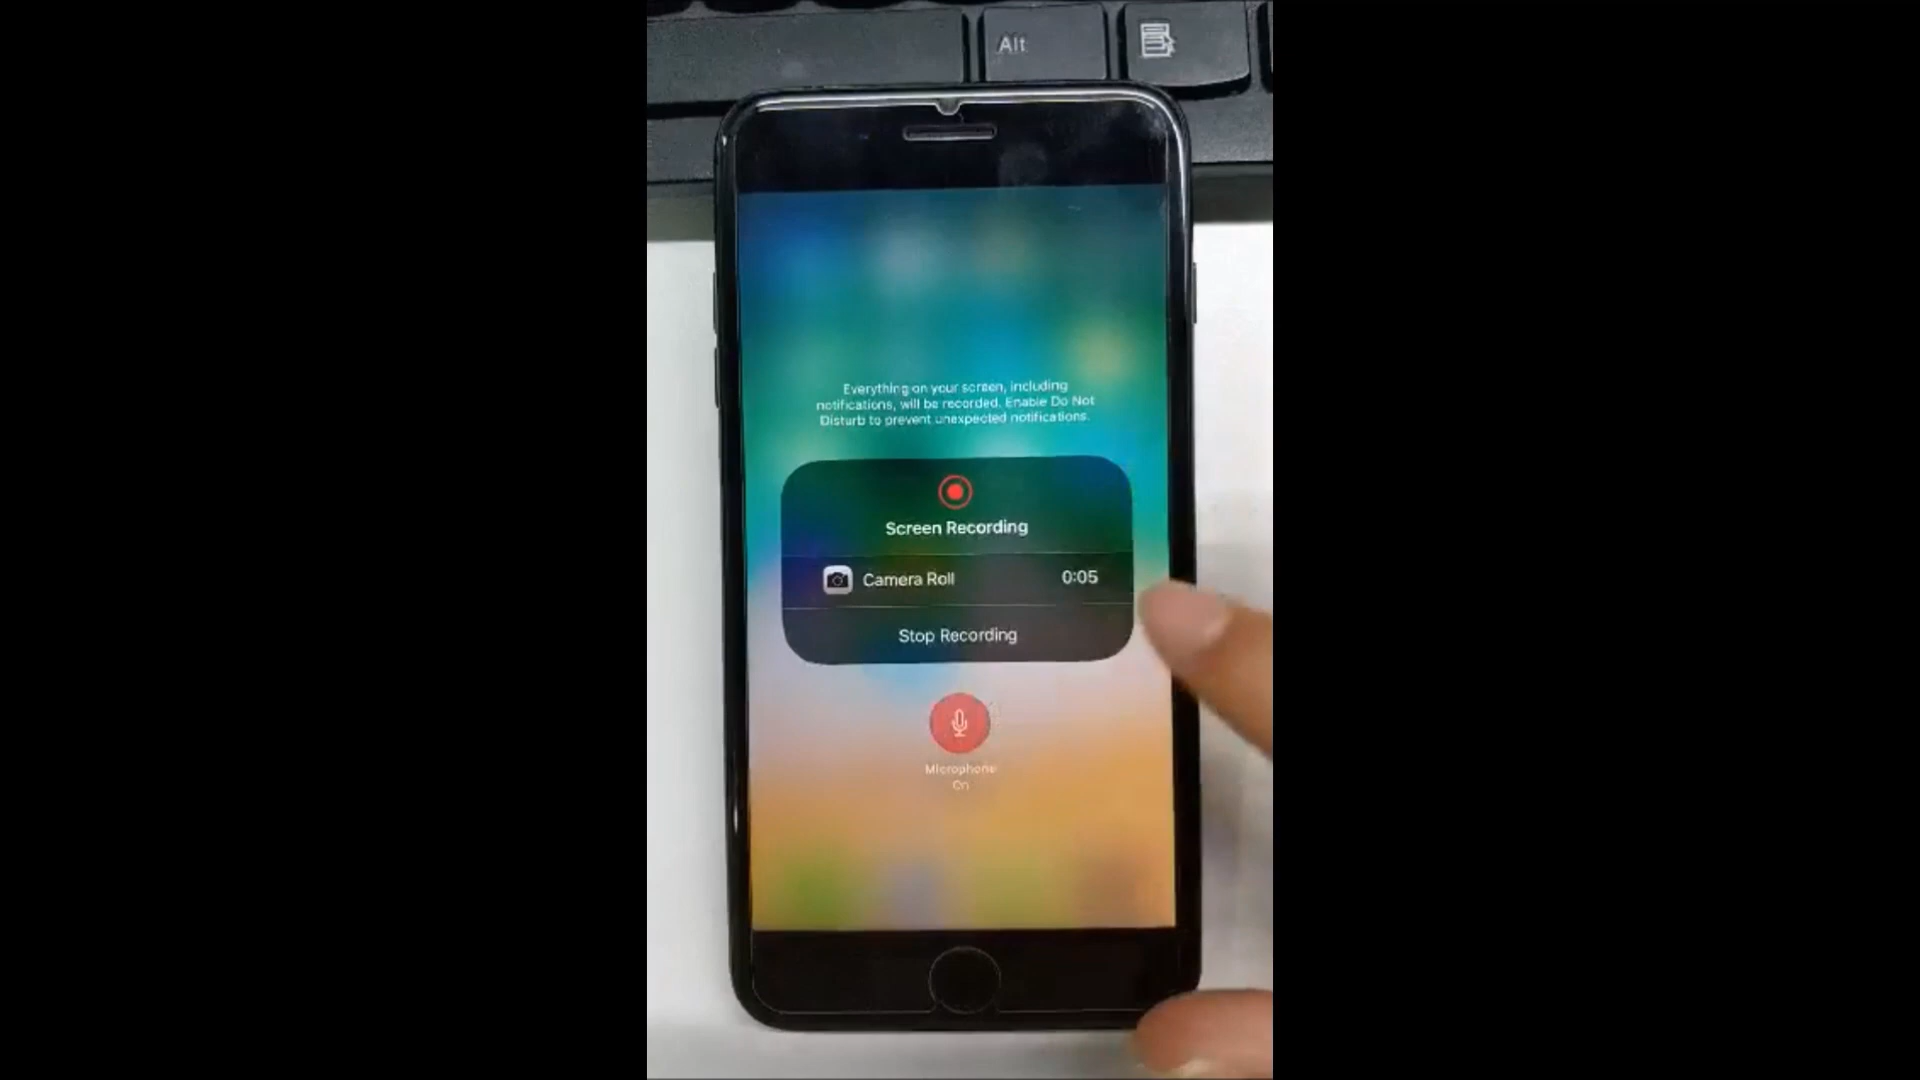 Alt
Everything on your screen, including
notifications, will be recorded. Enable Do Not
Disturb to prevent unexpected notifications.
Screen Recording
Camera Roll 0:05
Stop Recording
Microphone
On